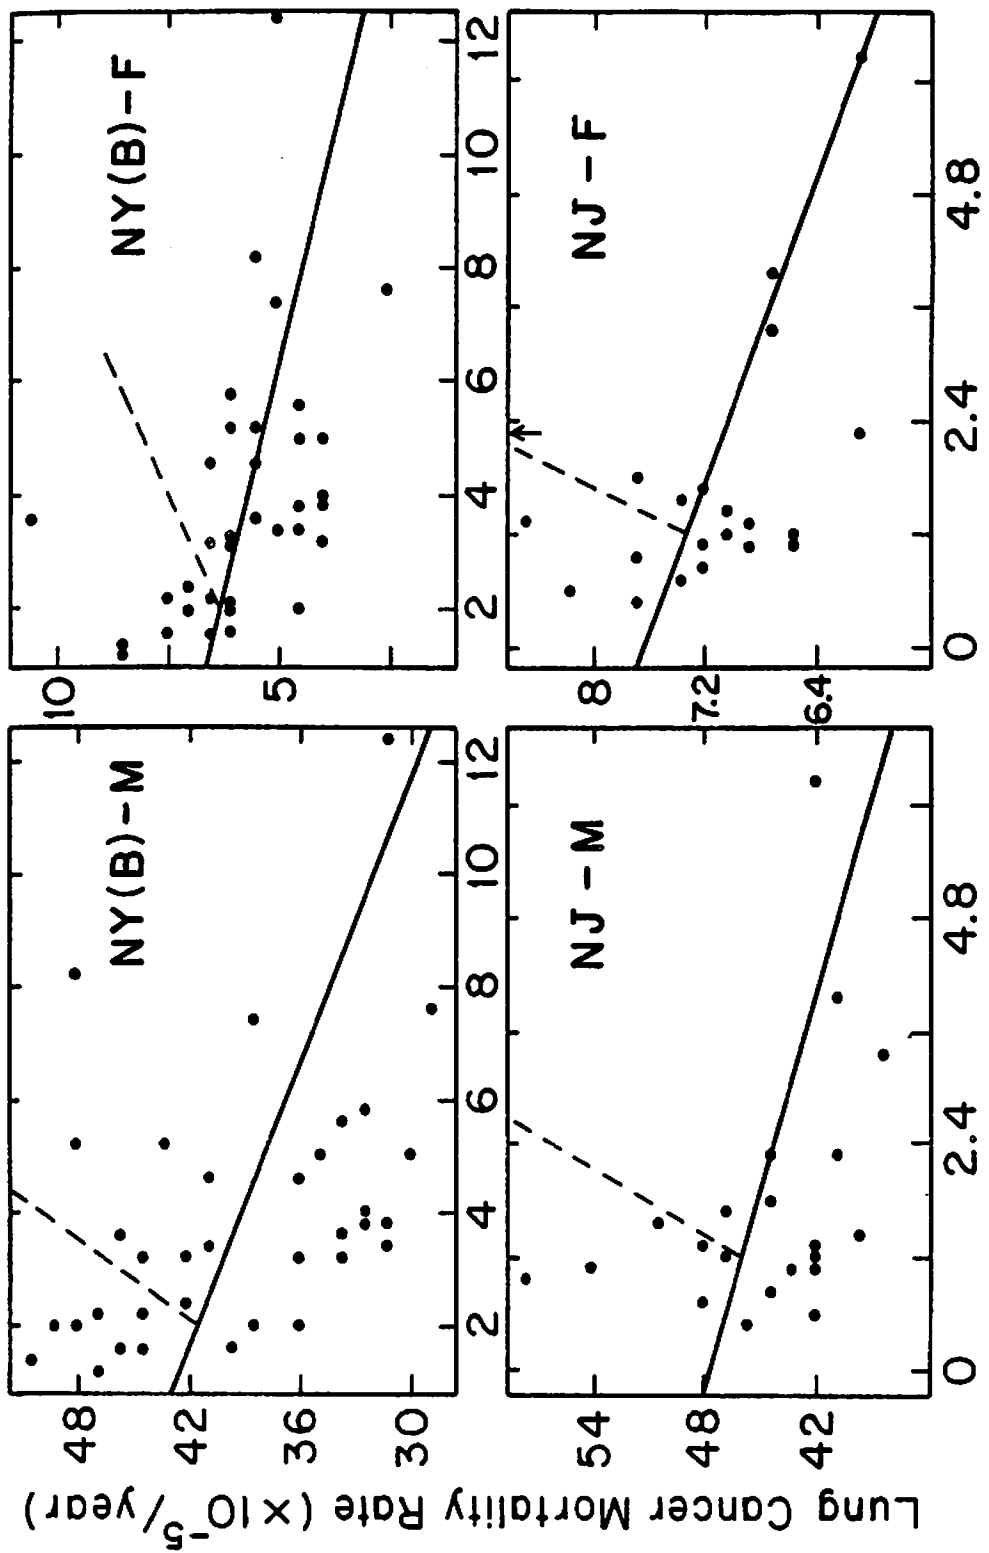 Lung Cancer Mortality Rate (×10⁻⁵/year)
NY(B)–M
48
42
36
30
2 4 6 8 10 12
NY(B)–F
10
5
2 4 6 8 10 12
NJ–M
54
48
42
0 2.4 4.8
NJ–F
8
7.2
6.4
0 2.4 4.8